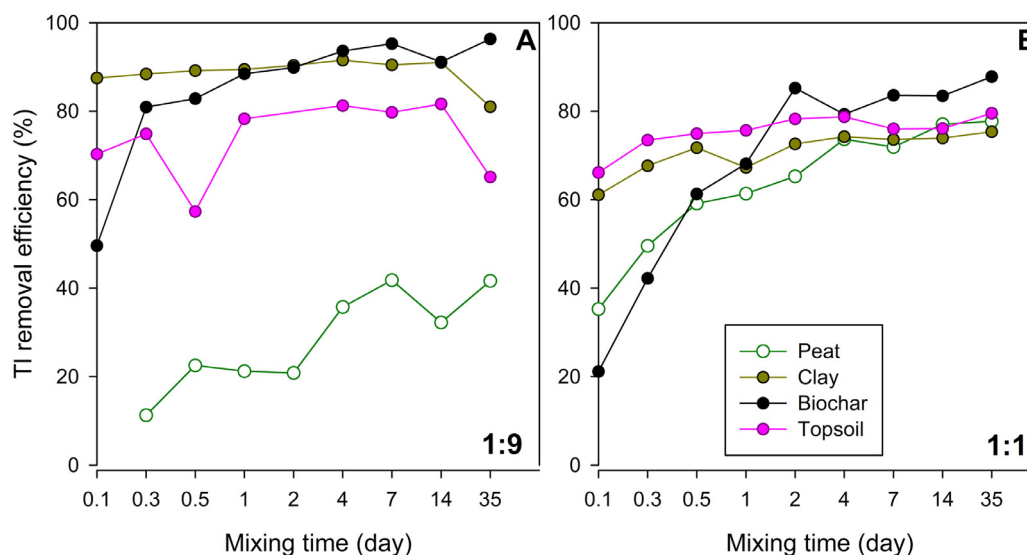 A
B
Tl removal efficiency (%)
100
80
60
40
20
0
1:9
0.1 0.3 0.5 1 2 4 7 14 35
Mixing time (day)
100
80
60
40
20
0
Peat
Clay
Biochar
Topsoil
1:1
0.1 0.3 0.5 1 2 4 7 14 35
Mixing time (day)